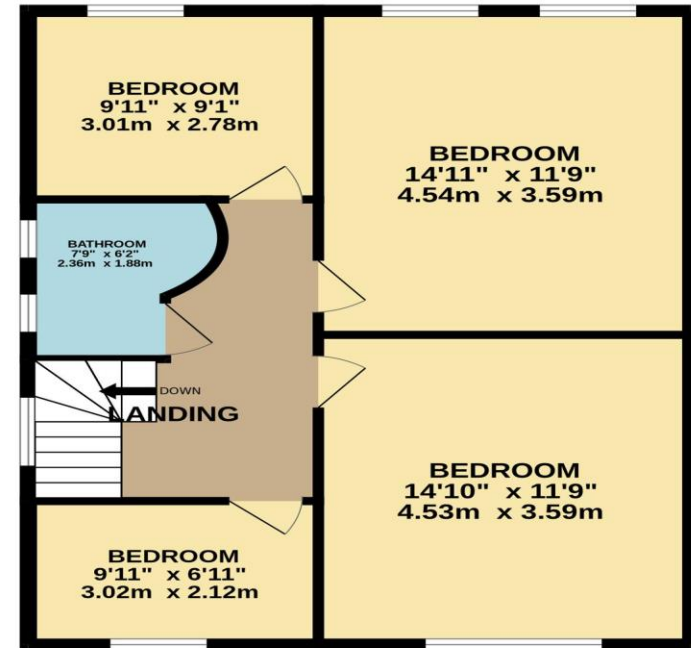 BEDROOM
9'11" x 9'1"
3.01m x 2.78m
BEDROOM
14'11" x 11'9"
4.54m x 3.59m
BATHROOM
7'9" x 6'2"
2.36m x 1.88m
DOWN
LANDING
BEDROOM
14'10" x 11'9"
4.53m x 3.59m
BEDROOM
9'11" x 6'11"
3.02m x 2.12m